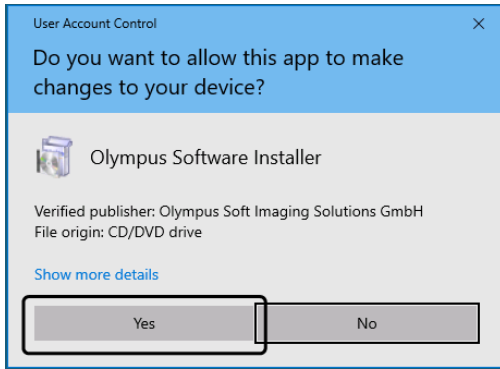 User Account Control
Do you want to allow this app to make
changes to your device?
Olympus Software Installer
Verified publisher: Olympus Soft Imaging Solutions GmbH
File origin: CD/DVD drive
Show more details
Yes
No